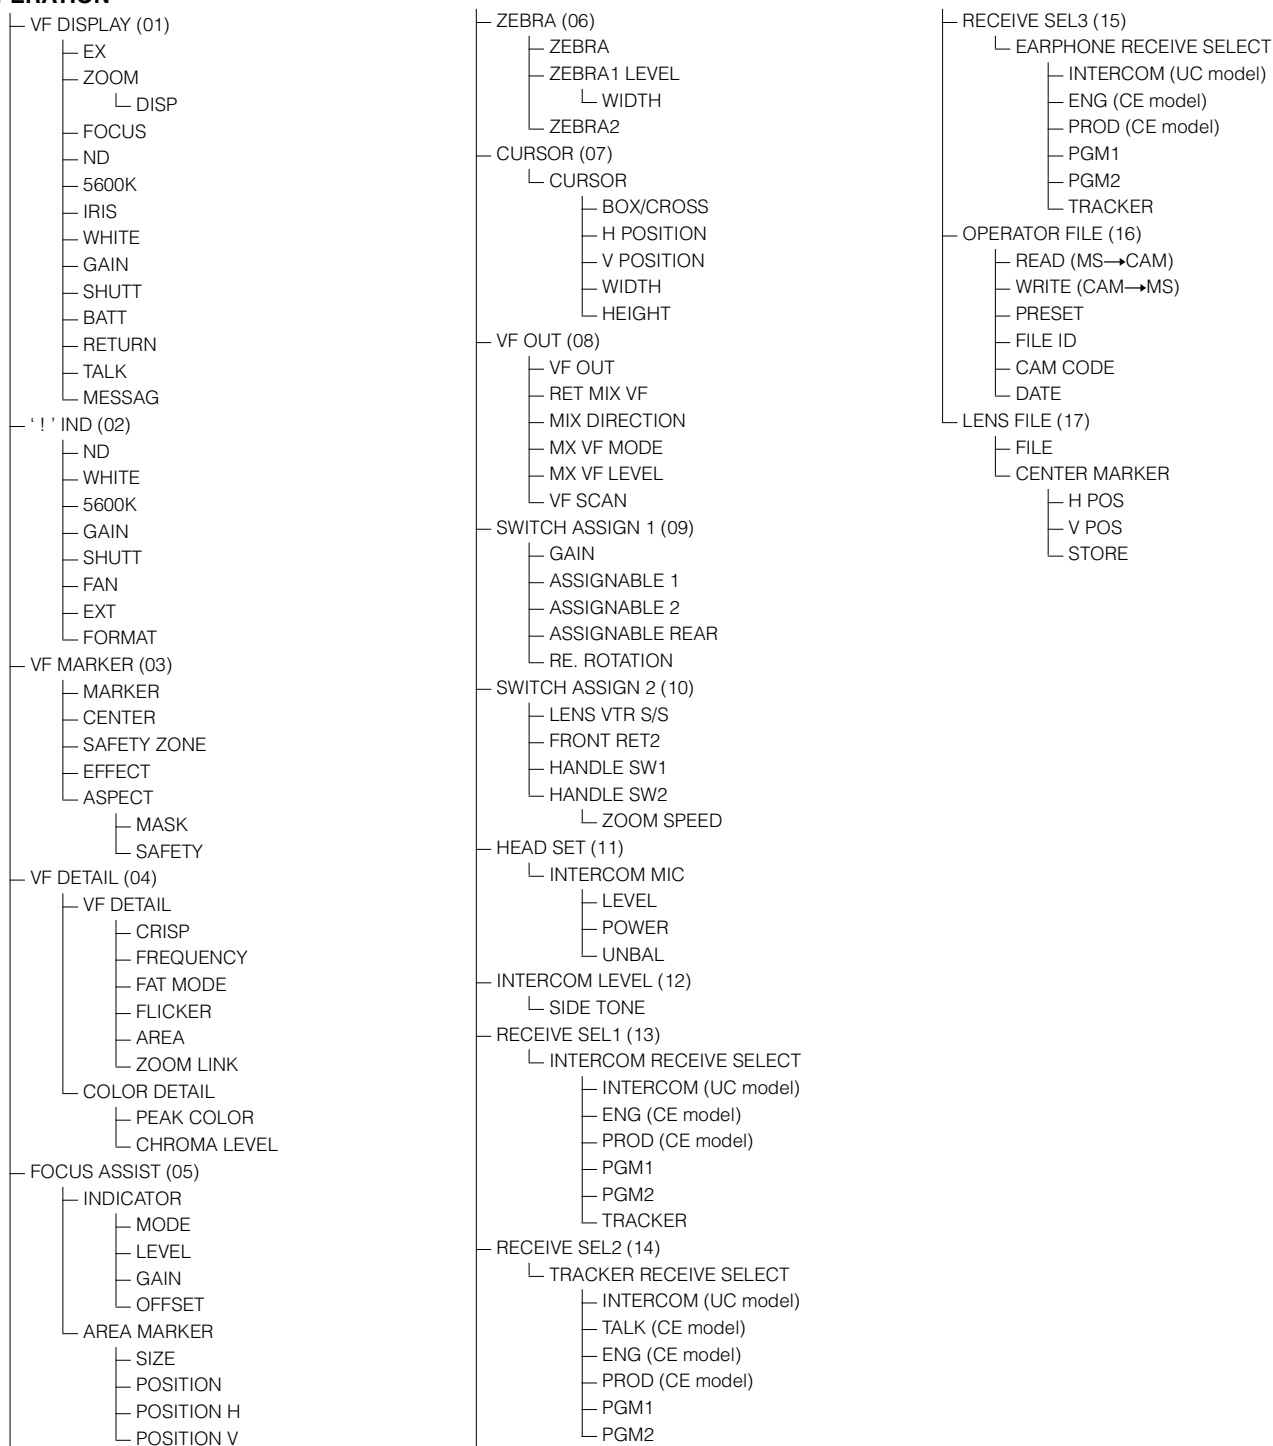 VF DISPLAY (01)
EX
ZOOM
DISP
FOCUS
ND
5600K
IRIS
WHITE
GAIN
SHUTT
BATT
RETURN
TALK
MESSAG
‘ ! ’ IND (02)
ND
WHITE
5600K
GAIN
SHUTT
FAN
EXT
FORMAT
VF MARKER (03)
MARKER
CENTER
SAFETY ZONE
EFFECT
ASPECT
MASK
SAFETY
VF DETAIL (04)
VF DETAIL
CRISP
FREQUENCY
FAT MODE
FLICKER
AREA
ZOOM LINK
COLOR DETAIL
PEAK COLOR
CHROMA LEVEL
FOCUS ASSIST (05)
INDICATOR
MODE
LEVEL
GAIN
OFFSET
AREA MARKER
SIZE
POSITION
POSITION H
POSITION V
ZEBRA (06)
ZEBRA
ZEBRA1 LEVEL
WIDTH
ZEBRA2
CURSOR (07)
CURSOR
BOX/CROSS
H POSITION
V POSITION
WIDTH
HEIGHT
VF OUT (08)
VF OUT
RET MIX VF
MIX DIRECTION
MX VF MODE
MX VF LEVEL
VF SCAN
SWITCH ASSIGN 1 (09)
GAIN
ASSIGNABLE 1
ASSIGNABLE 2
ASSIGNABLE REAR
RE. ROTATION
SWITCH ASSIGN 2 (10)
LENS VTR S/S
FRONT RET2
HANDLE SW1
HANDLE SW2
ZOOM SPEED
HEAD SET (11)
INTERCOM MIC
LEVEL
POWER
UNBAL
INTERCOM LEVEL (12)
SIDE TONE
RECEIVE SEL1 (13)
INTERCOM RECEIVE SELECT
INTERCOM (UC model)
ENG (CE model)
PROD (CE model)
PGM1
PGM2
TRACKER
RECEIVE SEL2 (14)
TRACKER RECEIVE SELECT
INTERCOM (UC model)
TALK (CE model)
ENG (CE model)
PROD (CE model)
PGM1
PGM2
RECEIVE SEL3 (15)
EARPHONE RECEIVE SELECT
INTERCOM (UC model)
ENG (CE model)
PROD (CE model)
PGM1
PGM2
TRACKER
OPERATOR FILE (16)
READ (MS→CAM)
WRITE (CAM→MS)
PRESET
FILE ID
CAM CODE
DATE
LENS FILE (17)
FILE
CENTER MARKER
H POS
V POS
STORE